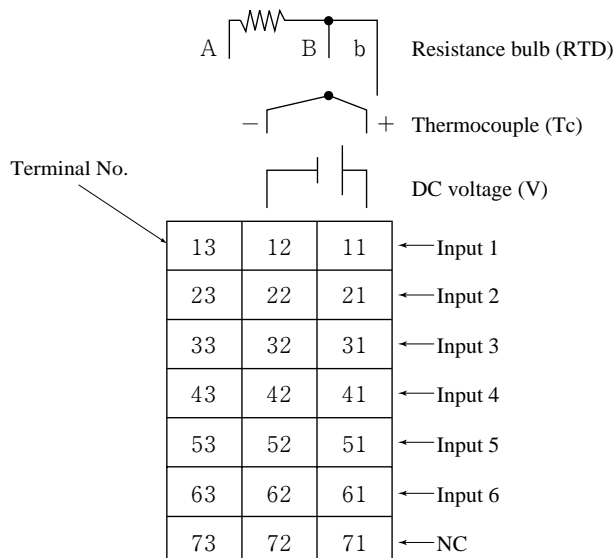 A B b Resistance bulb (RTD)
− + Thermocouple (Tc)
Terminal No.
DC voltage (V)
13 12 11 Input 1
23 22 21 Input 2
33 32 31 Input 3
43 42 41 Input 4
53 52 51 Input 5
63 62 61 Input 6
73 72 71 NC